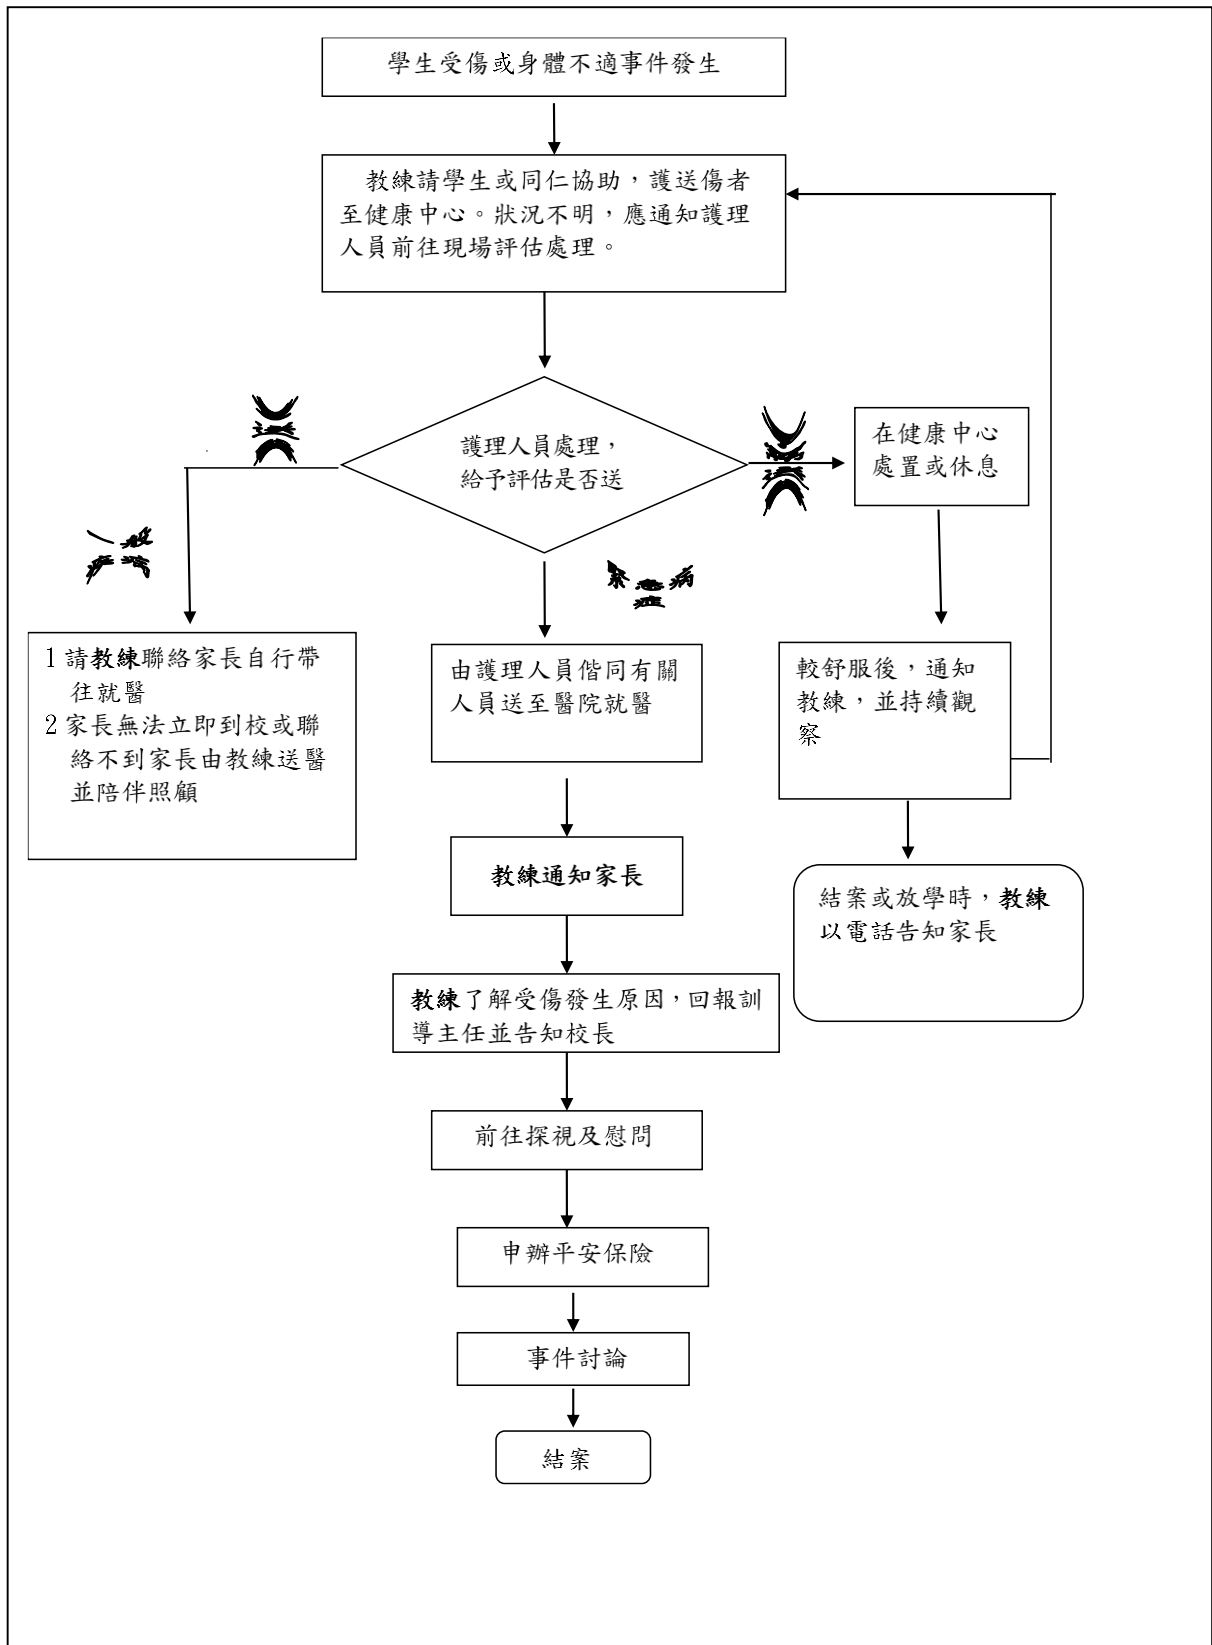 學生受傷或身體不適事件發生
教練請學生或同仁協助，護送傷者
至健康中心。狀況不明，應通知護理
人員前往現場評估處理。
護理人員處理，
給予評估是否送
在健康中心
處置或休息
一般
緊急病
症
1 請教練聯絡家長自行帶
往就醫
2 家長無法立即到校或聯
絡不到家長由教練送醫
並陪伴照顧
由護理人員偕同有關
人員送至醫院就醫
較舒服後，通知
教練，並持續觀
察
教練通知家長
結案或放學時，教練
以電話告知家長
教練了解受傷發生原因，回報訓
導主任並告知校長
前往探視及慰問
申辦平安保險
事件討論
結案